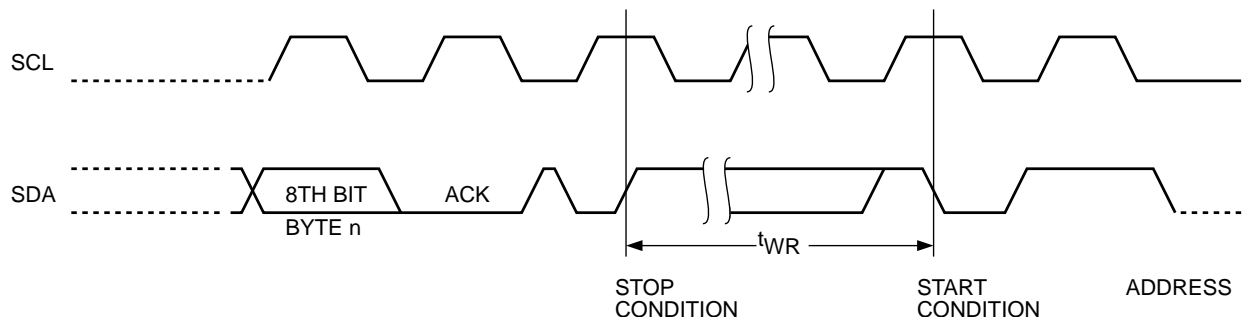 SCL
SDA
8TH BIT
ACK
BYTE n
tWR
STOP
CONDITION
START
CONDITION
ADDRESS